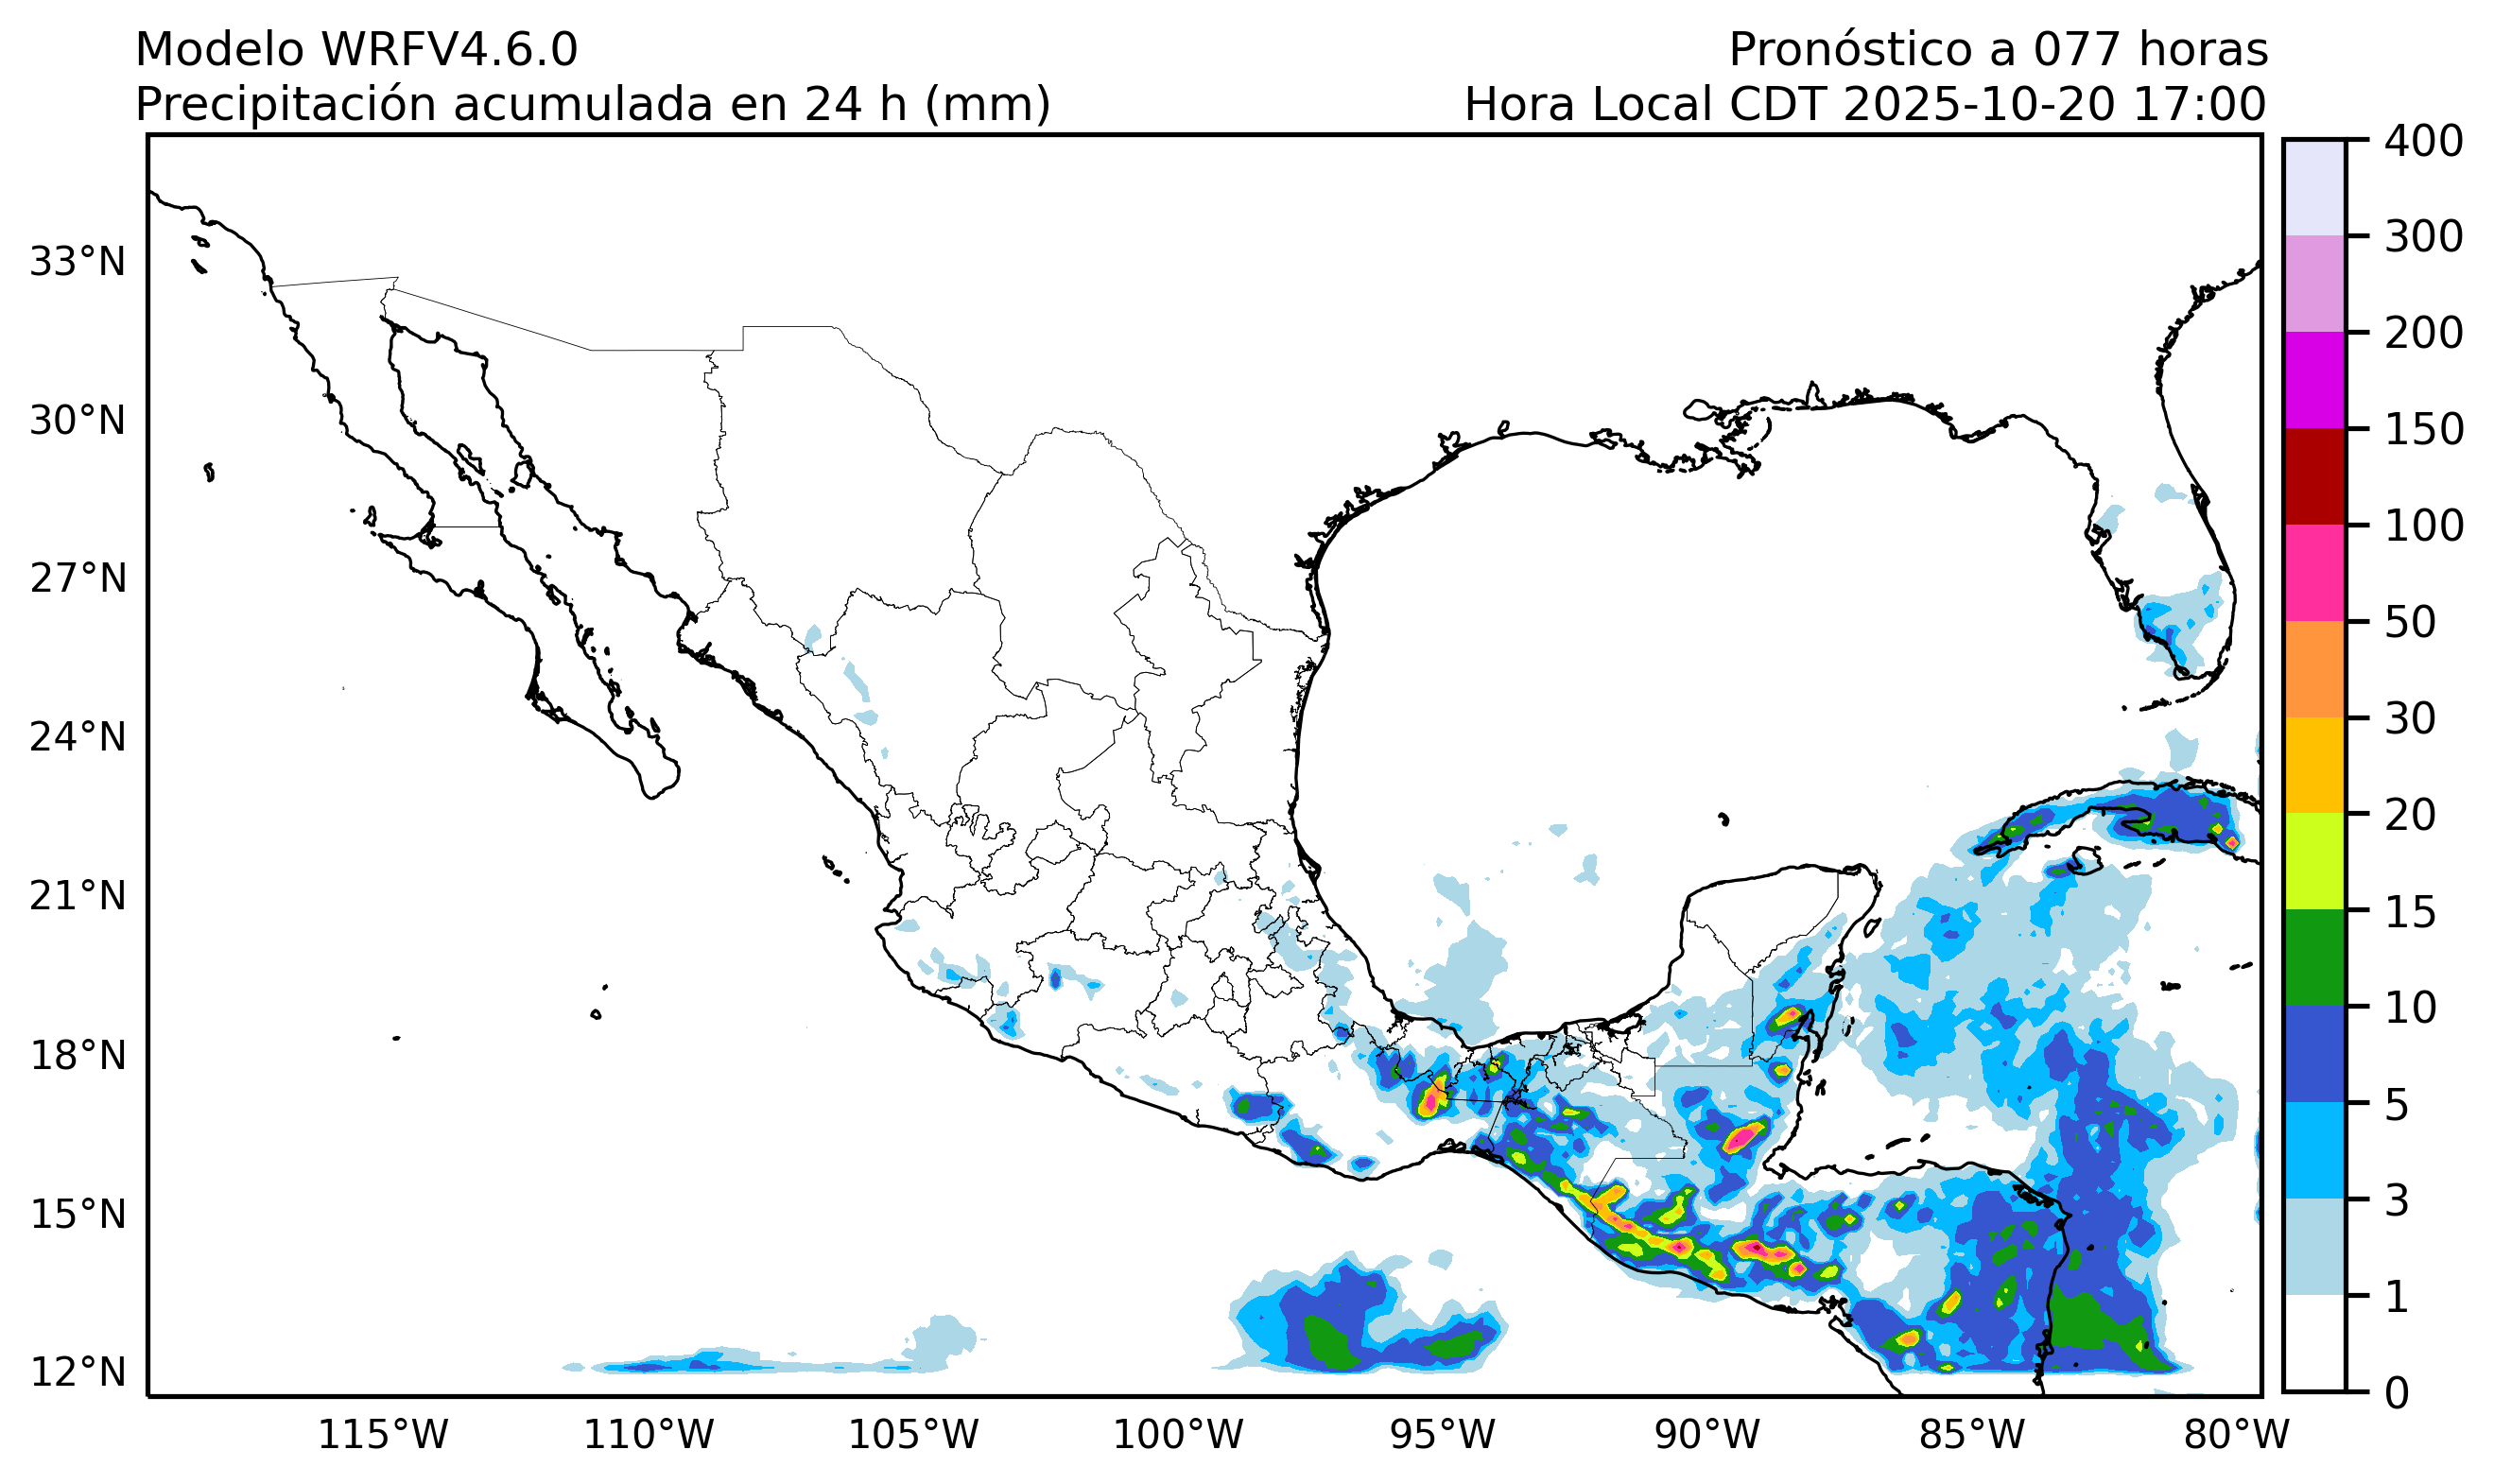 Modelo WRFV4.6.0
Pronóstico a 077 horas
Precipitación acumulada en 24 h (mm)
Hora Local CDT 2025-10-20 17:00
33°N
30°N
27°N
24°N
21°N
18°N
15°N
12°N
115°W
110°W
105°W
100°W
95°W
90°W
85°W
80°W
400
300
200
150
100
50
30
20
15
10
5
3
1
0